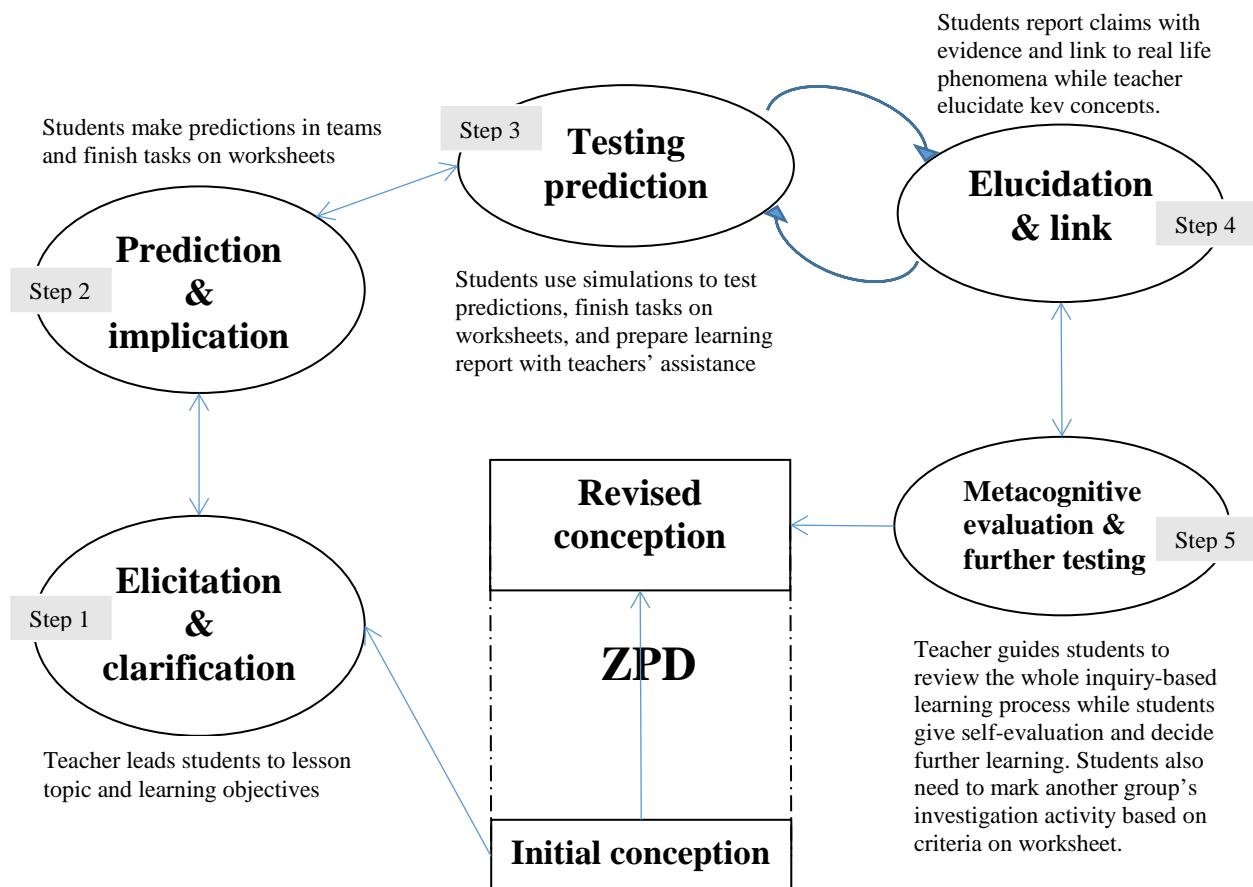 Students report claims with
evidence and link to real life
phenomena while teacher
elucidate key concepts.
Students make predictions in teams
and finish tasks on worksheets
Step 3
Testing
prediction
Elucidation
& link
Step 4
Prediction
&
implication
Step 2
Students use simulations to test
predictions, finish tasks on
worksheets, and prepare learning
report with teachers’ assistance
Revised
conception
Metacognitive
evaluation &
further testing
Step 5
Elicitation
&
clarification
Step 1
ZPD
Teacher leads students to lesson
topic and learning objectives
Teacher guides students to
review the whole inquiry-based
learning process while students
give self-evaluation and decide
further learning. Students also
need to mark another group’s
investigation activity based on
criteria on worksheet.
Initial conception